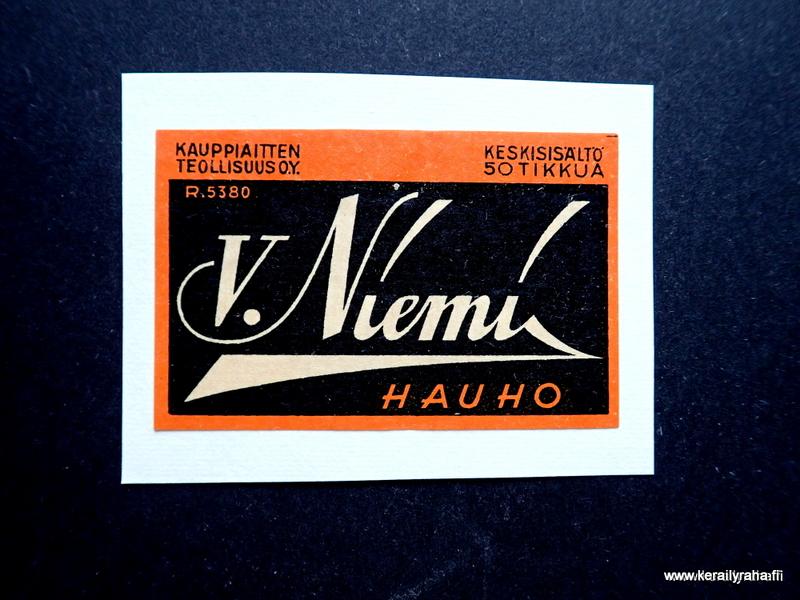 KAUPPIAITTEN
TEOLLISUUS O.Y.
KESKISISÄLTÖ
50 TIKKUA
R.5380
V. Niemi
HAUHO
www.kerailyraha.fi